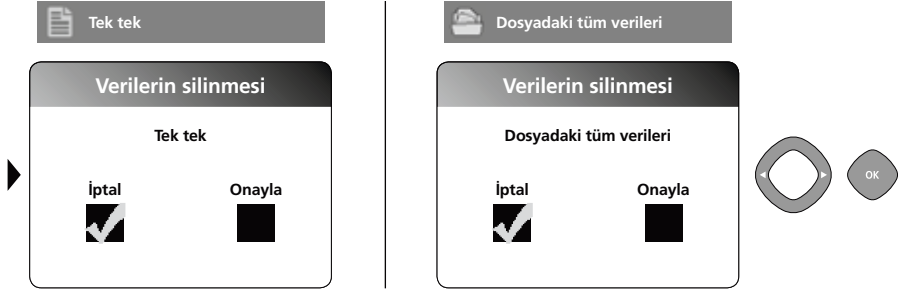 Tek tek
Verilerin silinmesi
Tek tek
İptal Onayla
Dosyadaki tüm verileri
Verilerin silinmesi
Dosyadaki tüm verileri
İptal Onayla
OK